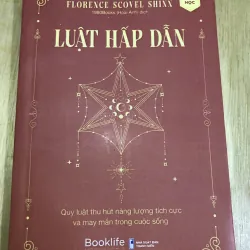 FLORENCE SCOVEL SHINN
HỌC
LUẬT HẤP DẪN
Quy luật thu hút năng lượng tích cực
và may mắn trong cuộc sống
Booklife